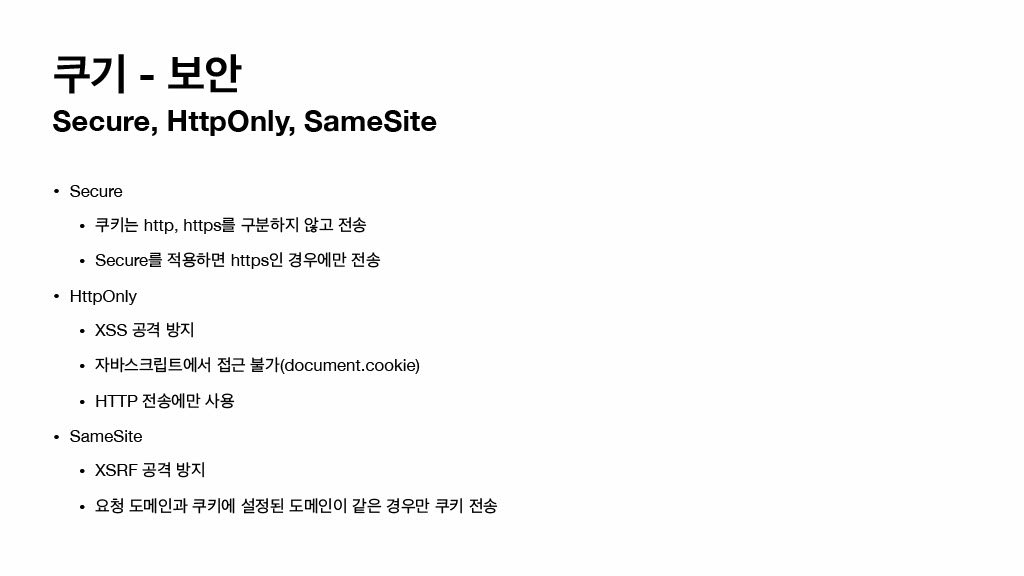 쿠기 - 보안
Secure, HttpOnly, SameSite
• Secure
• 쿠키는 http, https를 구분하지 않고 전송
• Secure를 적용하면 https인 경우에만 전송
• HttpOnly
• XSS 공격 방지
• 자바스크립트에서 접근 불가(document.cookie)
• HTTP 전송에만 사용
• SameSite
• XSRF 공격 방지
• 요청 도메인과 쿠키에 설정된 도메인이 같은 경우만 쿠키 전송